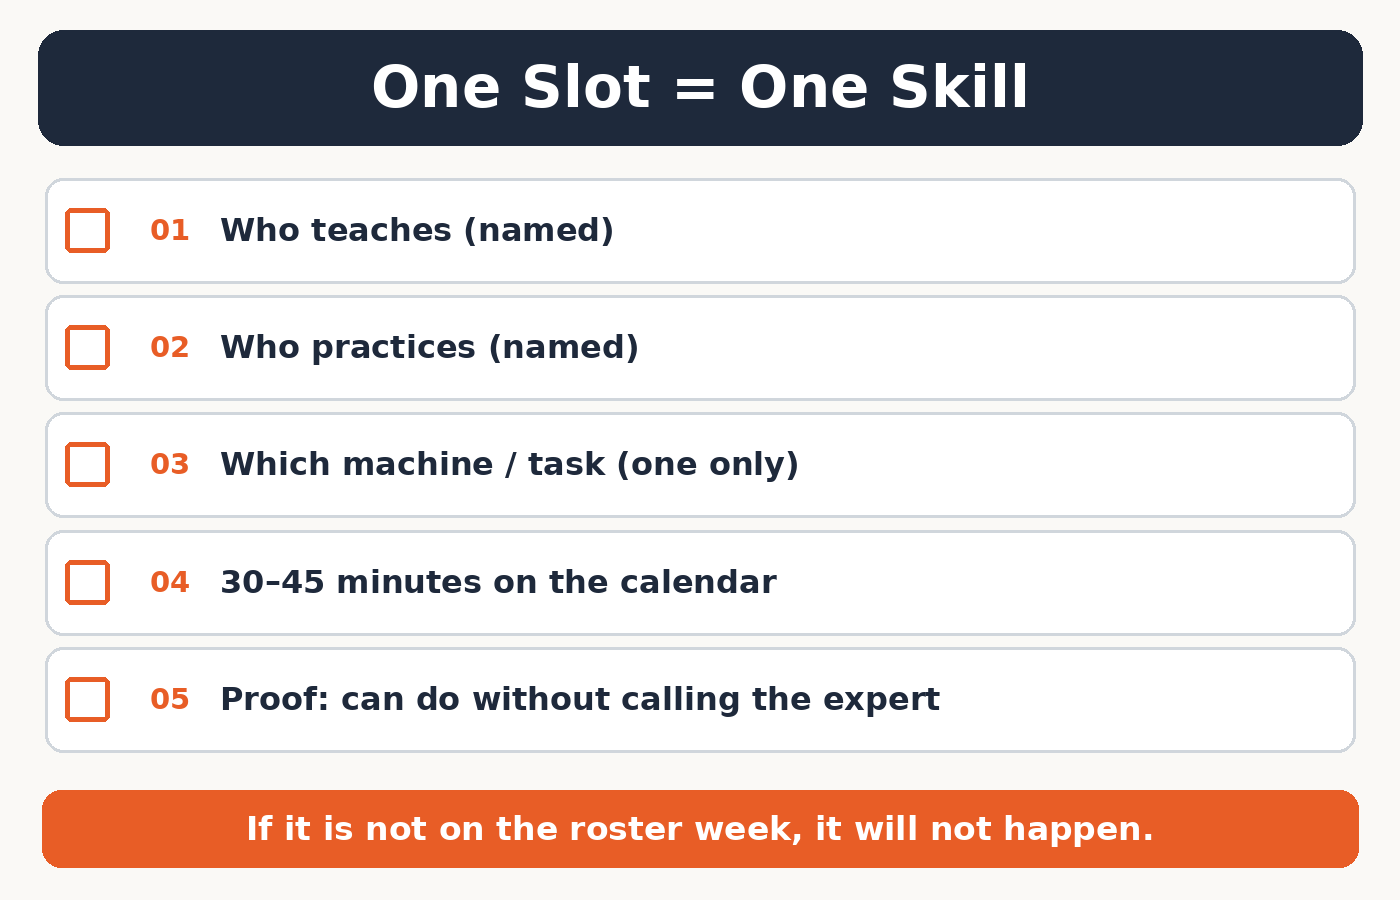 One Slot = One Skill
01 Who teaches (named)
02 Who practices (named)
03 Which machine / task (one only)
04 30–45 minutes on the calendar
05 Proof: can do without calling the expert
If it is not on the roster week, it will not happen.